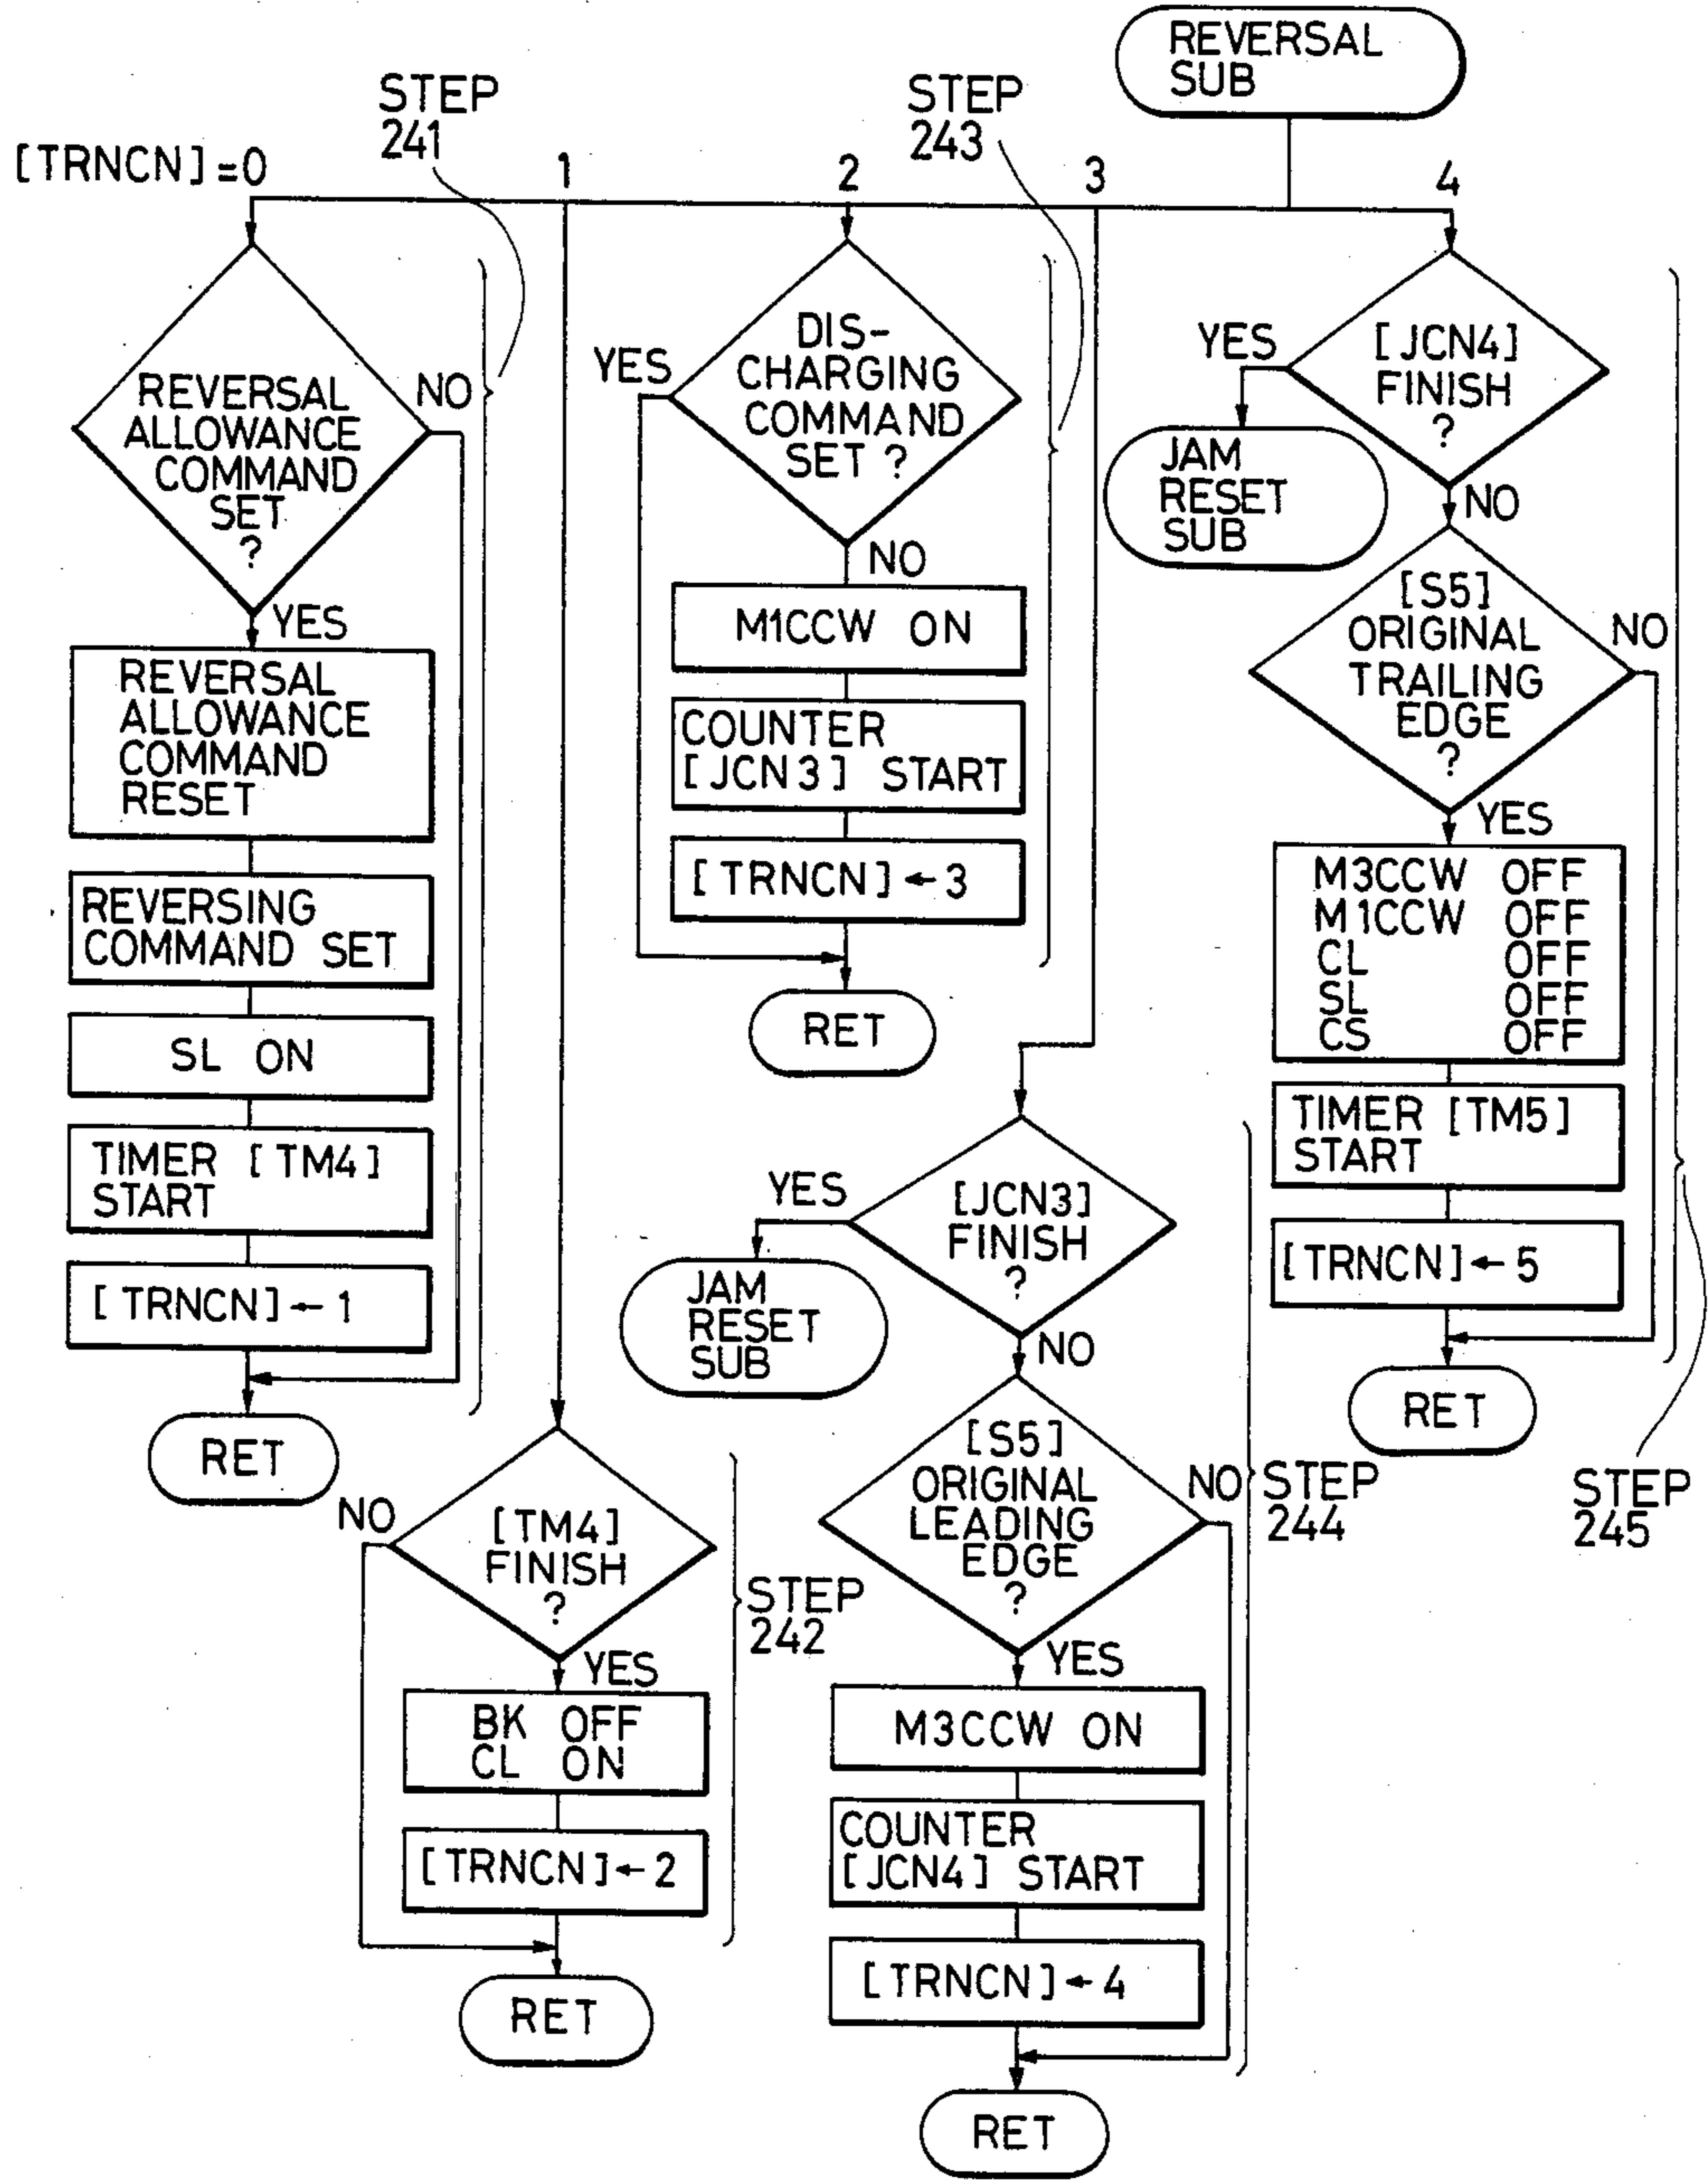 REVERSAL
SUB
STEP
241
STEP
243
[TRNCN]=0
1
2
3
4
REVERSAL
ALLOWANCE
COMMAND
SET
?
NO
YES
REVERSAL
ALLOWANCE
COMMAND
RESET
REVERSING
COMMAND SET
SL ON
TIMER [TM4]
START
[TRNCN]←1
RET
[TM4]
FINISH
?
NO
YES
STEP
242
BK OFF
CL ON
[TRNCN]←2
RET
DIS-
CHARGING
COMMAND
SET ?
YES
NO
M1CCW ON
COUNTER
[JCN3] START
[TRNCN]←3
RET
[JCN3]
FINISH
?
YES
JAM
RESET
SUB
NO
[S5]
ORIGINAL
LEADING
EDGE
?
NO
STEP
244
YES
M3CCW ON
COUNTER
[JCN4] START
[TRNCN]←4
RET
[JCN4]
FINISH
?
YES
JAM
RESET
SUB
NO
[S5]
ORIGINAL
TRAILING
EDGE
?
NO
YES
M3CCW OFF
M1CCW OFF
CL OFF
SL OFF
CS OFF
TIMER [TM5]
START
[TRNCN]←5
RET
STEP
245